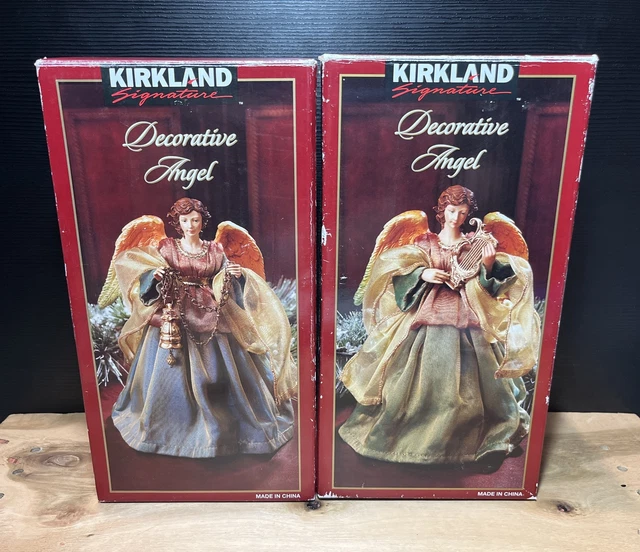 KIRKLAND
Signature
Decorative
Angel
MADE IN CHINA
KIRKLAND
Signature
Decorative
Angel
MADE IN CHINA